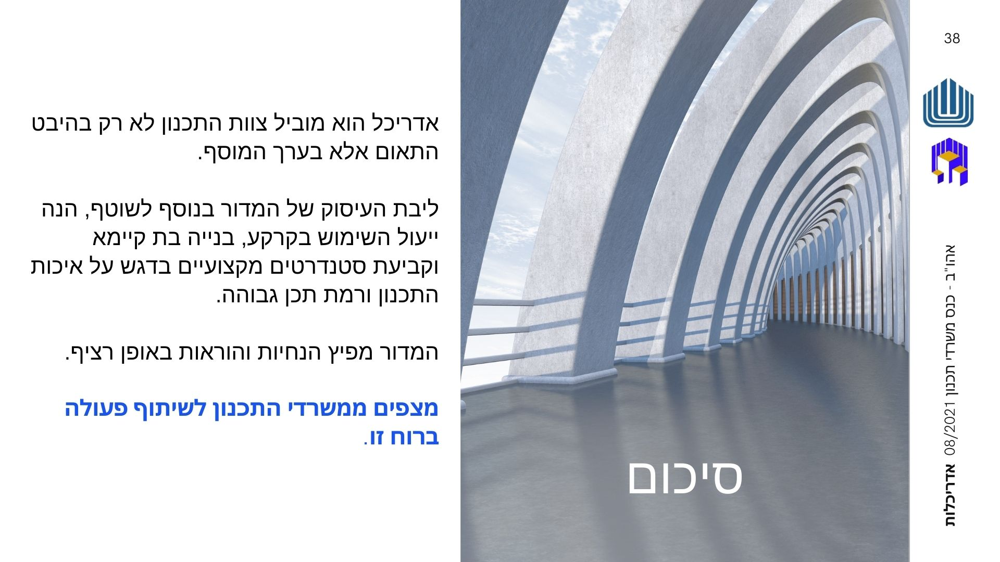 38
אדריכלות 08/2021 כנס משרדי תכנון - אהו"ב
סיכום
אדריכל הוא מוביל צוות התכנון לא רק בהיבט
התאום אלא בערך המוסף.
ליבת העיסוק של המדור בנוסף לשוטף, הנה
ייעול השימוש בקרקע, בנייה בת קיימא
וקביעת סטנדרטים מקצועיים בדגש על איכות
התכנון ורמת תכן גבוהה.
המדור מפיץ הנחיות והוראות באופן רציף.
מצפים ממשרדי התכנון לשיתוף פעולה
ברוח זו.